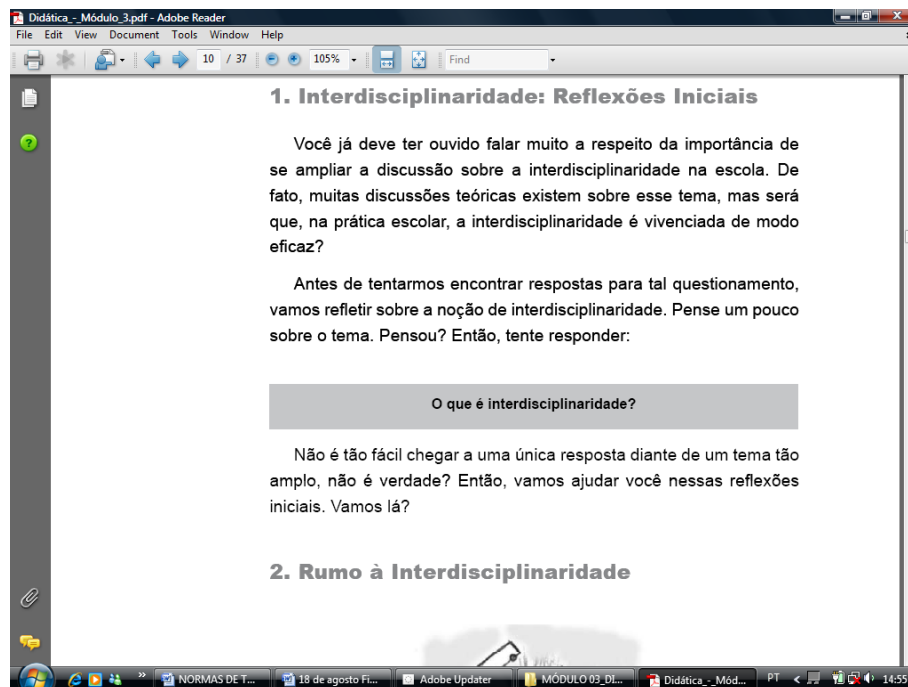 Didática_-_Módulo_3.pdf - Adobe Reader
File Edit View Document Tools Window Help
10 / 37 105% Find
1. Interdisciplinaridade: Reflexões Iniciais
Você já deve ter ouvido falar muito a respeito da importância de
se ampliar a discussão sobre a interdisciplinaridade na escola. De
fato, muitas discussões teóricas existem sobre esse tema, mas será
que, na prática escolar, a interdisciplinaridade é vivenciada de modo
eficaz?
Antes de tentarmos encontrar respostas para tal questionamento,
vamos refletir sobre a noção de interdisciplinaridade. Pense um pouco
sobre o tema. Pensou? Então, tente responder:
O que é interdisciplinaridade?
Não é tão fácil chegar a uma única resposta diante de um tema tão
amplo, não é verdade? Então, vamos ajudar você nessas reflexões
iniciais. Vamos lá?
2. Rumo à Interdisciplinaridade
NORMAS DE T... 18 de agosto Fi... Adobe Updater MÓDULO 03_DI... Didática_-_Mód... PT 14:55